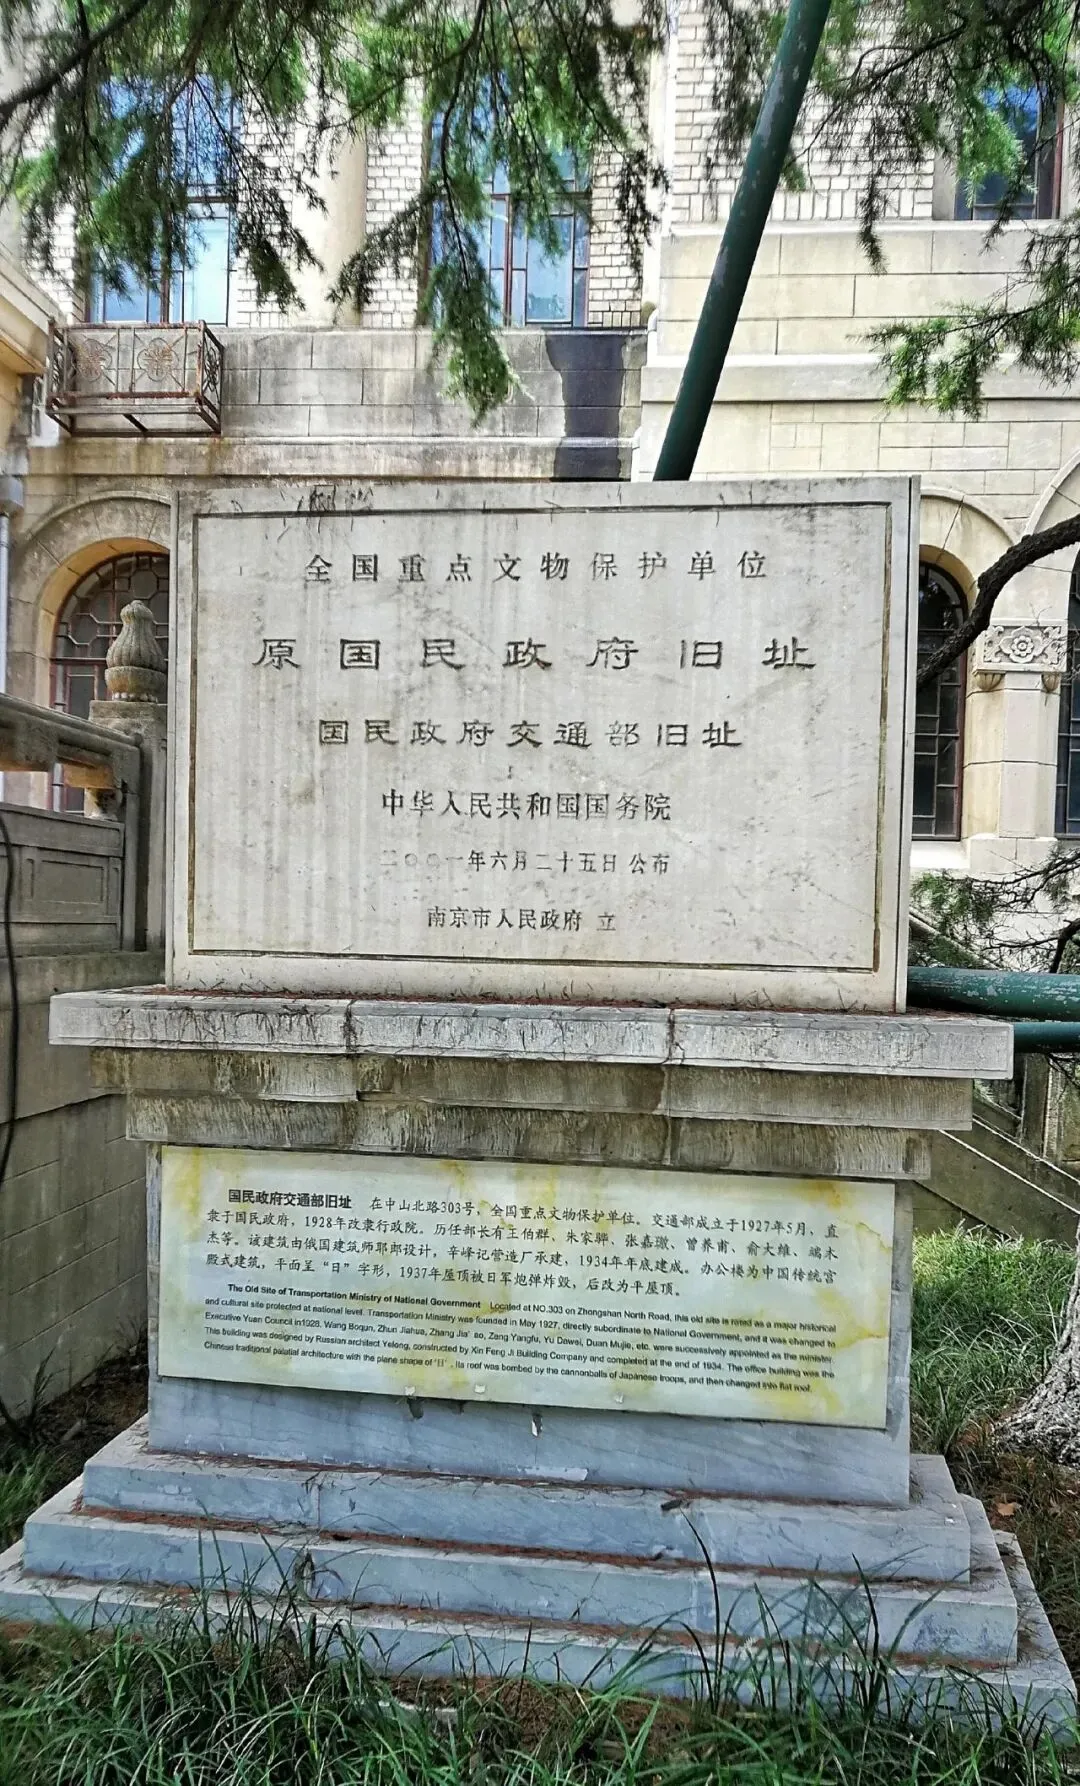 全国重点文物保护单位
原国民政府旧址
国民政府交通部旧址
中华人民共和国国务院
二〇〇一年六月二十五日 公布
南京市人民政府 立
国民政府交通部旧址 在中山北路303号，全国重点文物保护单位。交通部成立于1927年5月，直
隶于国民政府，1928年改隶行政院。历任部长有王伯群、朱家骅、张嘉璈、曾养甫、俞大维、端木
杰等。该建筑由俄国建筑师耶郎设计，辛峰记营造厂承建，1934年年底建成。办公楼为中国传统宫
殿式建筑，平面呈“日”字形，1937年屋顶被日军炮弹炸毁，后改为平屋顶。
The Old Site of Transportation Ministry of National Government Located at NO.303 on Zhongshan North Road, this old site is rated as a major historical
and cultural site protected at national level. Transportation Ministry was founded in May 1927, directly subordinate to National Government, and it was changed to
Executive Yuan Council in1928. Wang Boqun, Zhun Jiahua, Zhang Jia' ao, Zang Yangfu, Yu Dawei, Duan Mujie, etc. were successively appointed as the minister.
This building was designed by Russian architect Yelong, constructed by Xin Feng Ji Building Company and completed at the end of 1934. The office building was the
Chinese traditional palatial architecture with the plane shape of "日". Its roof was bombed by the cannonballs of Japanese troops, and then changed into flat roof.